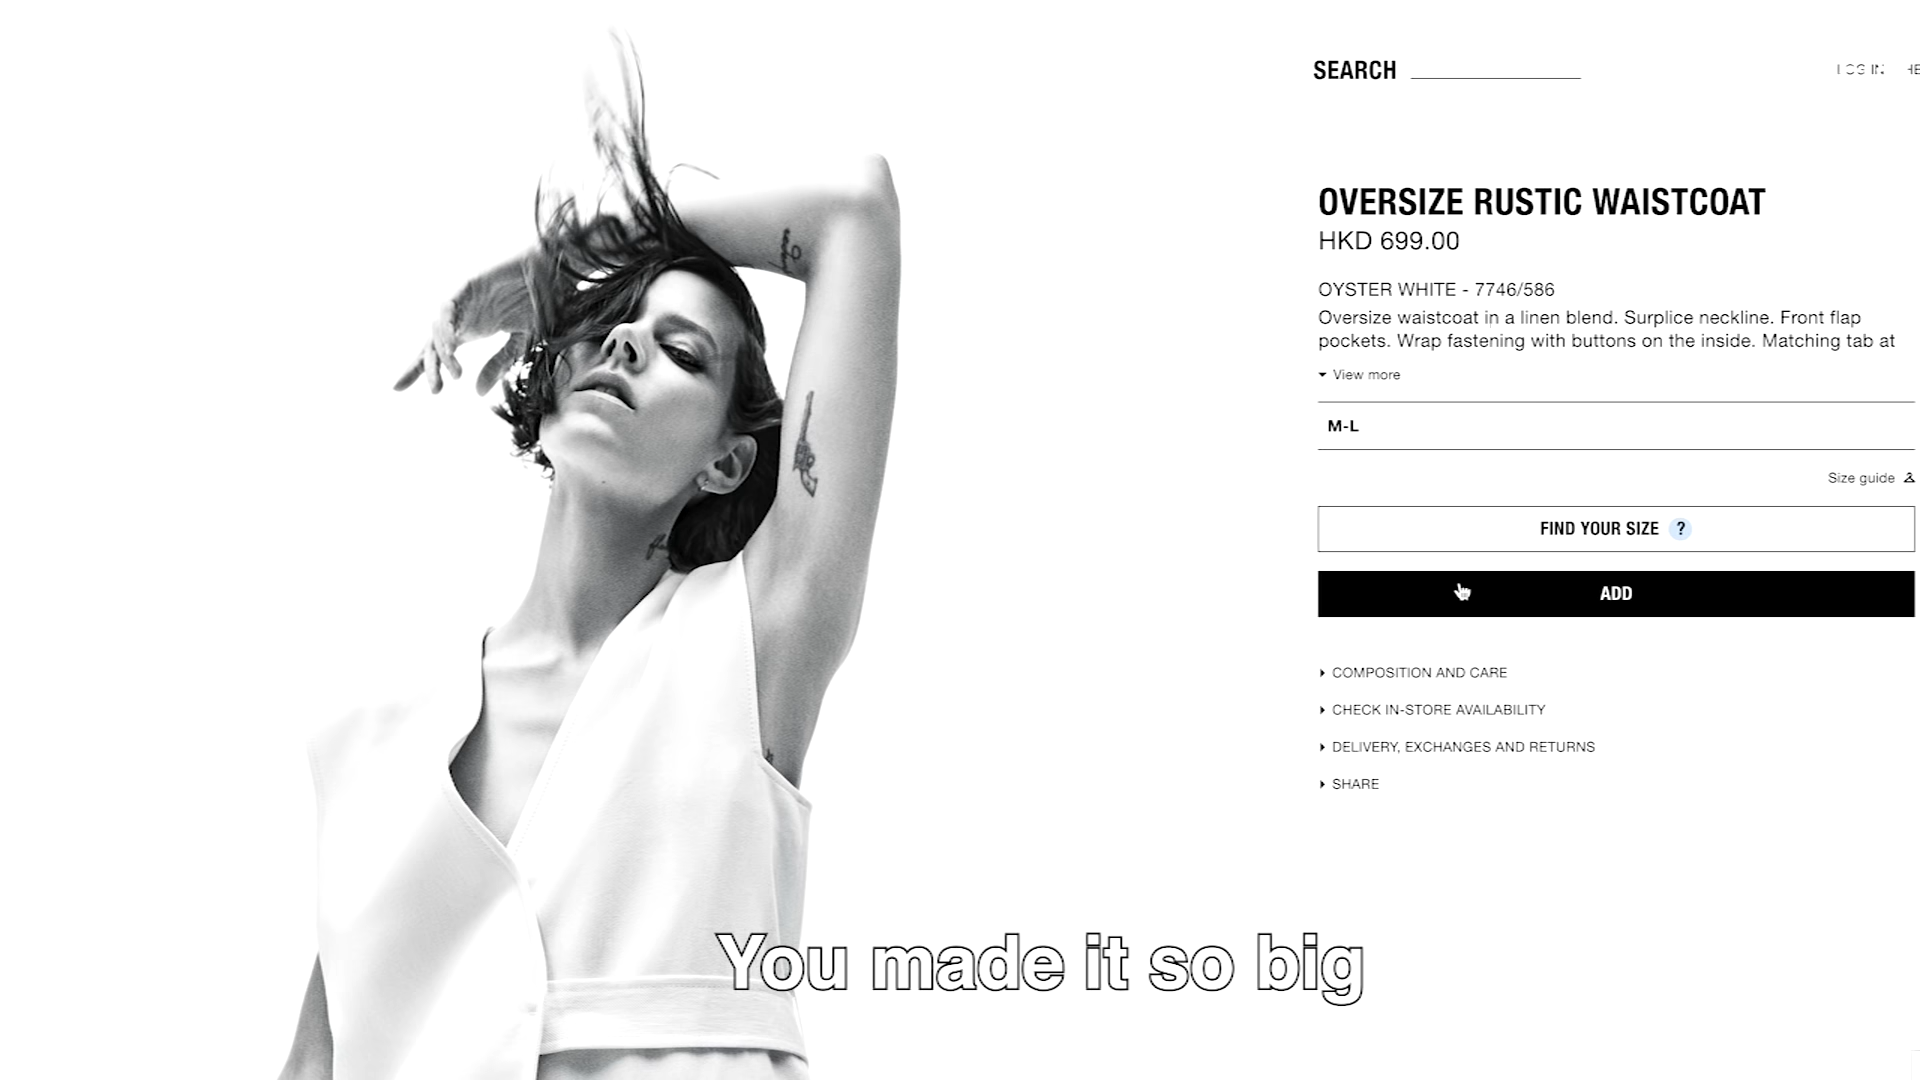 SEARCH
LOG IN
OVERSIZE RUSTIC WAISTCOAT
HKD 699.00
OYSTER WHITE - 7746/586
Oversize waistcoat in a linen blend. Surplice neckline. Front flap
pockets. Wrap fastening with buttons on the inside. Matching tab at
View more
M-L
Size guide
FIND YOUR SIZE ?
ADD
COMPOSITION AND CARE
CHECK IN-STORE AVAILABILITY
DELIVERY, EXCHANGES AND RETURNS
SHARE
You made it so big